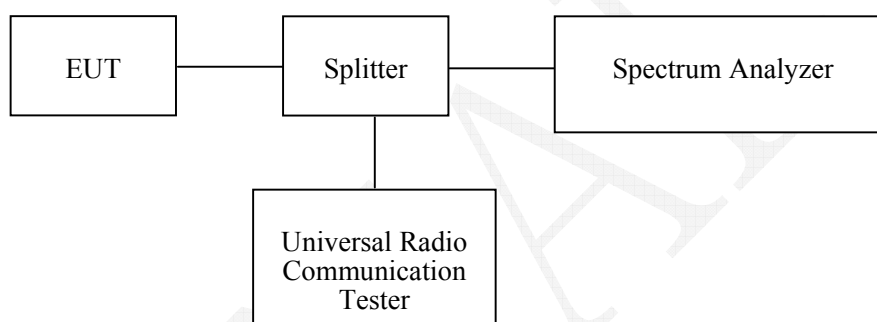 EUT
Splitter
Spectrum Analyzer
Universal Radio
Communication
Tester